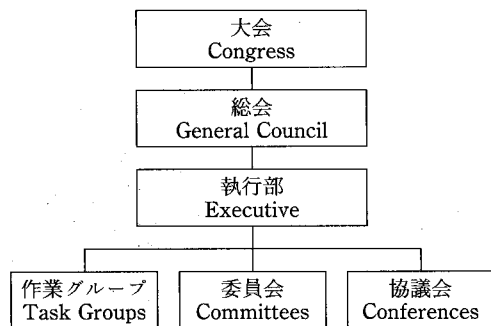 大会
Congress
総会
General Council
執行部
Executive
作業グループ
Task Groups
委員会
Committees
協議会
Conferences